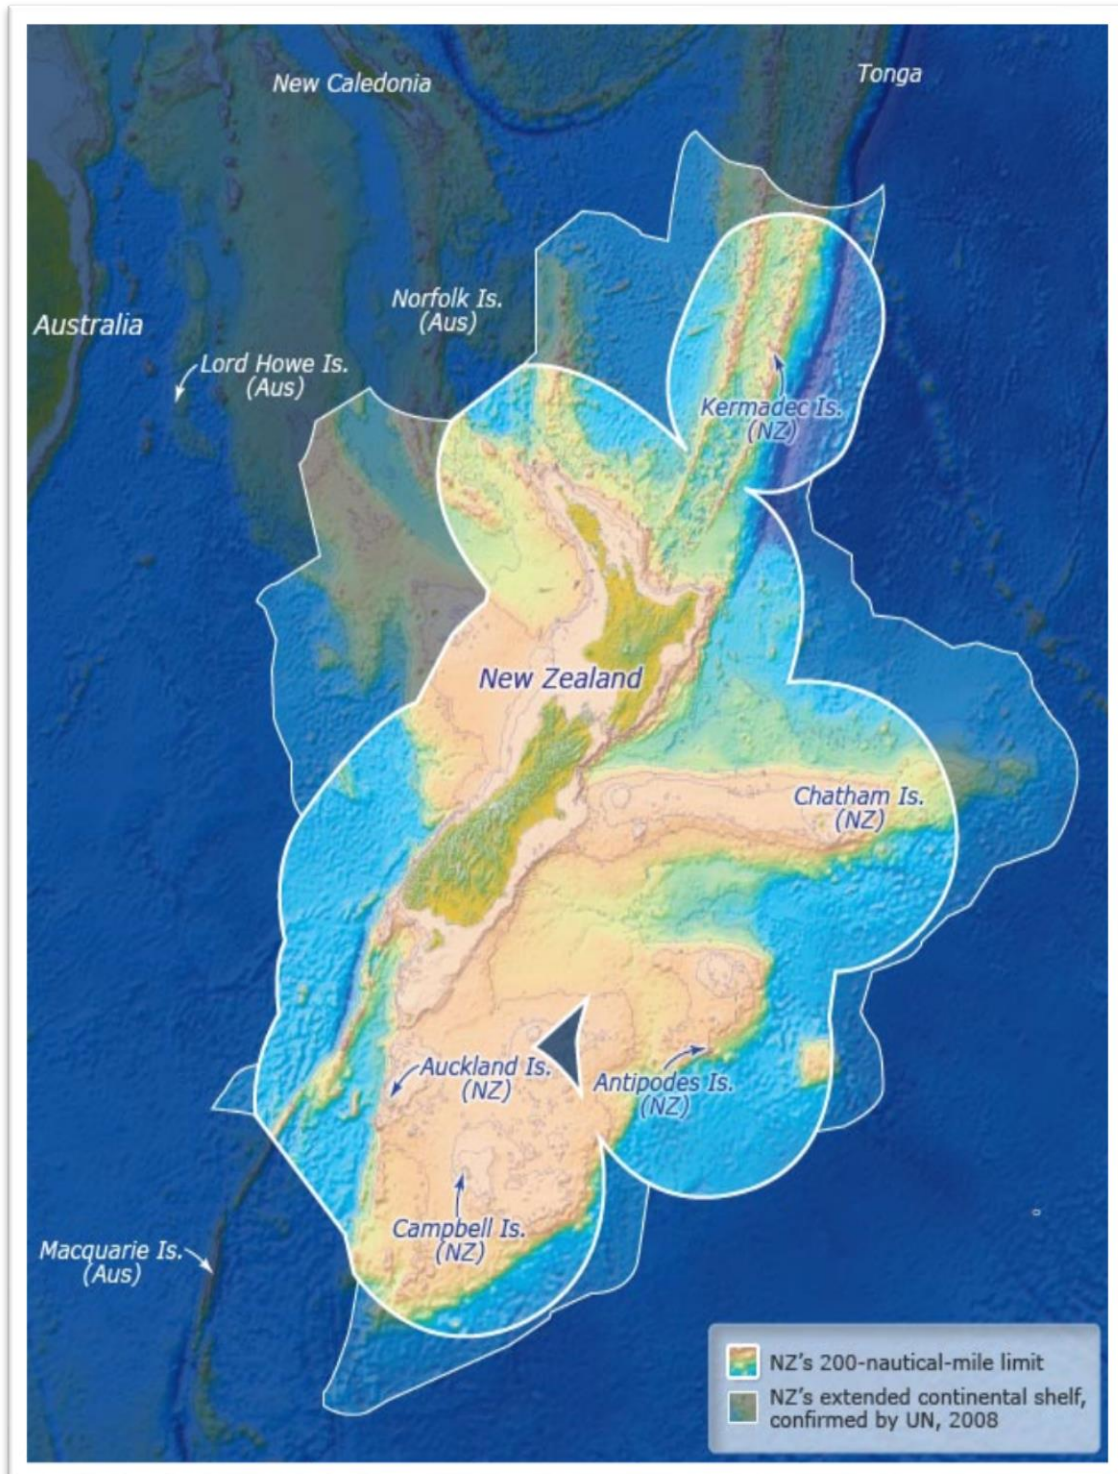 New Caledonia
Tonga
Norfolk Is.
(Aus)
Australia
Lord Howe Is.
(Aus)
Kermadec Is.
(NZ)
New Zealand
Chatham Is.
(NZ)
Auckland Is.
(NZ)
Antipodes Is.
(NZ)
Campbell Is.
(NZ)
Macquarie Is.
(Aus)
NZ's 200-nautical-mile limit
NZ's extended continental shelf,
confirmed by UN, 2008